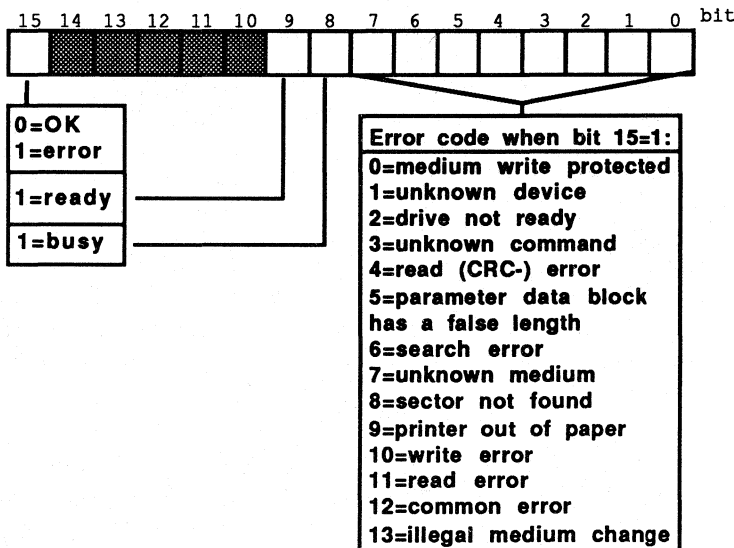 15 14 13 12 11 10 9 8 7 6 5 4 3 2 1 0 bit
0=OK
1=error
1=ready
1=busy
Error code when bit 15=1:
0=medium write protected
1=unknown device
2=drive not ready
3=unknown command
4=read (CRC-) error
5=parameter data block
has a false length
6=search error
7=unknown medium
8=sector not found
9=printer out of paper
10=write error
11=read error
12=common error
13=illegal medium change